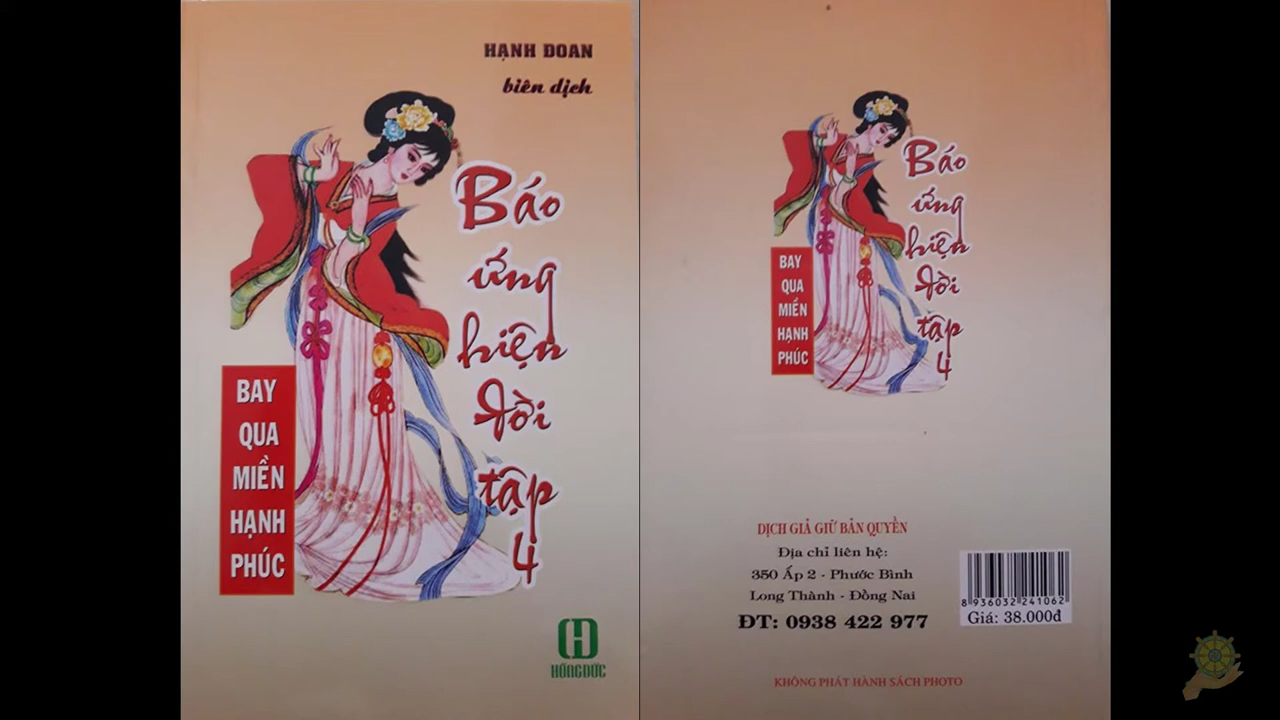 HẠNH ĐOAN
biên dịch
Báo
ứng
hiện
đời
tập
4
BAY
QUA
MIỀN
HẠNH
PHÚC
HỒNG ĐỨC
Báo
ứng
hiện
đời
tập
4
BAY
QUA
MIỀN
HẠNH
PHÚC
DỊCH GIẢ GIỮ BẢN QUYỀN
Địa chỉ liên hệ:
350 Ấp 2 - Phước Bình
Long Thành - Đồng Nai
ĐT: 0938 422 977
8 936032 241062
Giá: 38.000đ
KHÔNG PHÁT HÀNH SÁCH PHOTO